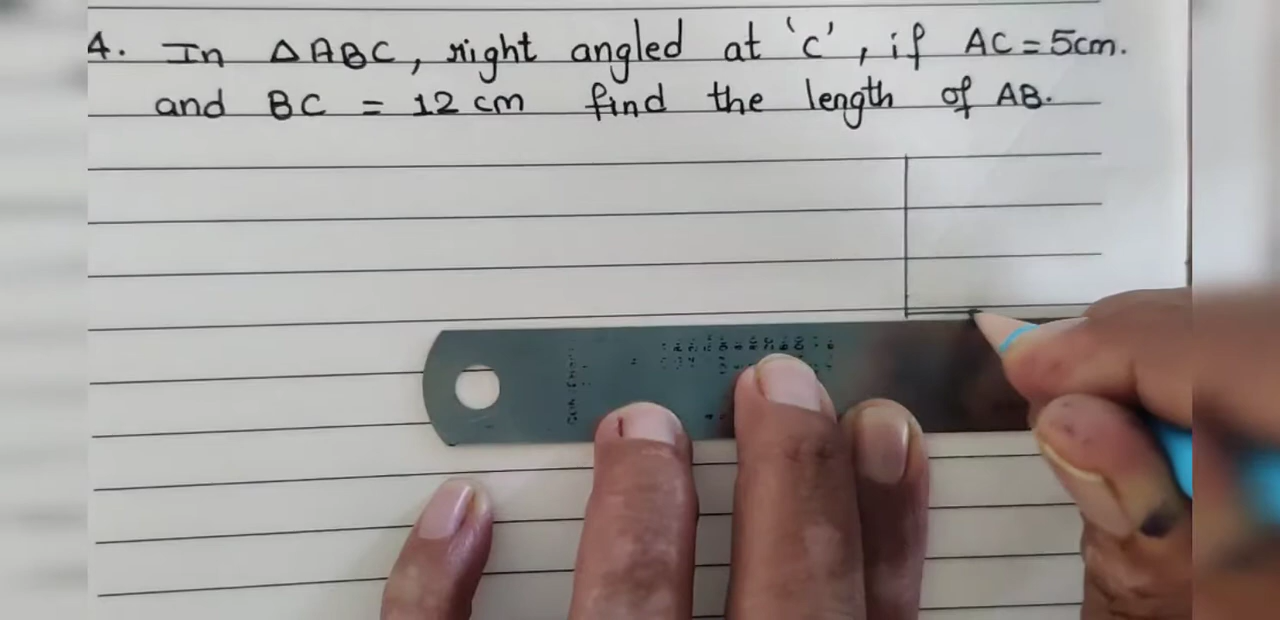 4. In △ABC, right angled at 'c', if AC = 5cm.
and BC = 12 cm find the length of AB.